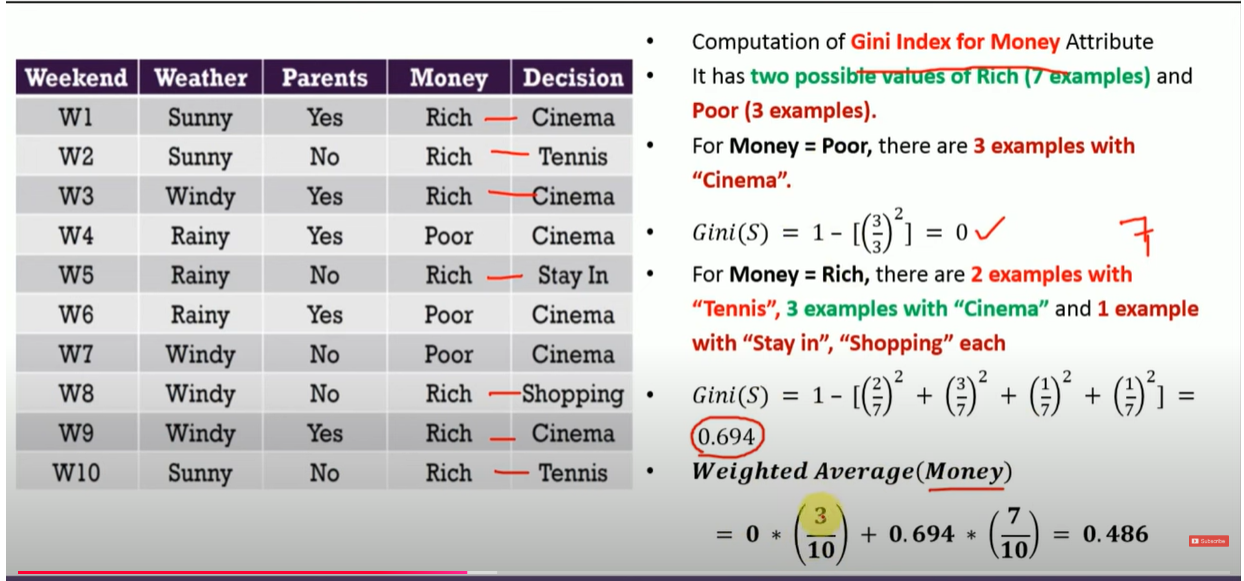 Weekend Weather Parents Money Decision
W1 Sunny Yes Rich Cinema
W2 Sunny No Rich Tennis
W3 Windy Yes Rich Cinema
W4 Rainy Yes Poor Cinema
W5 Rainy No Rich Stay In
W6 Rainy Yes Poor Cinema
W7 Windy No Poor Cinema
W8 Windy No Rich Shopping
W9 Windy Yes Rich Cinema
W10 Sunny No Rich Tennis
• Computation of Gini Index for Money Attribute
• It has two possible values of Rich (7 examples) and
Poor (3 examples).
• For Money = Poor, there are 3 examples with
“Cinema”.
• Gini(S) = 1 − [(3/3)²] = 0 ✓
7
• For Money = Rich, there are 2 examples with
“Tennis”, 3 examples with “Cinema” and 1 example
with “Stay in”, “Shopping” each
• Gini(S) = 1 − [(2/7)² + (3/7)² + (1/7)² + (1/7)²] =
0.694
• Weighted Average(Money)
= 0 * (3/10) + 0.694 * (7/10) = 0.486
Subscribe